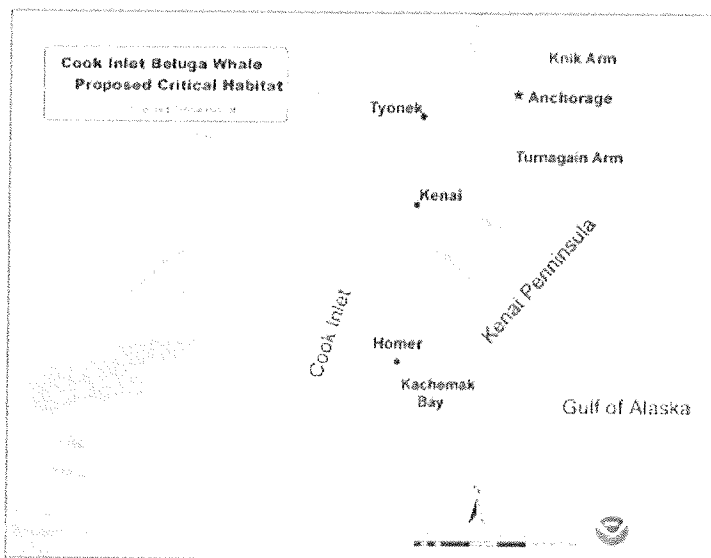 Cook Inlet Beluga Whale
Proposed Critical Habitat
Knik Arm
Anchorage
Tyonek
Turnagain Arm
Kenai
Kenai Penninsula
Cook Inlet
Homer
Kachemak
Bay
Gulf of Alaska